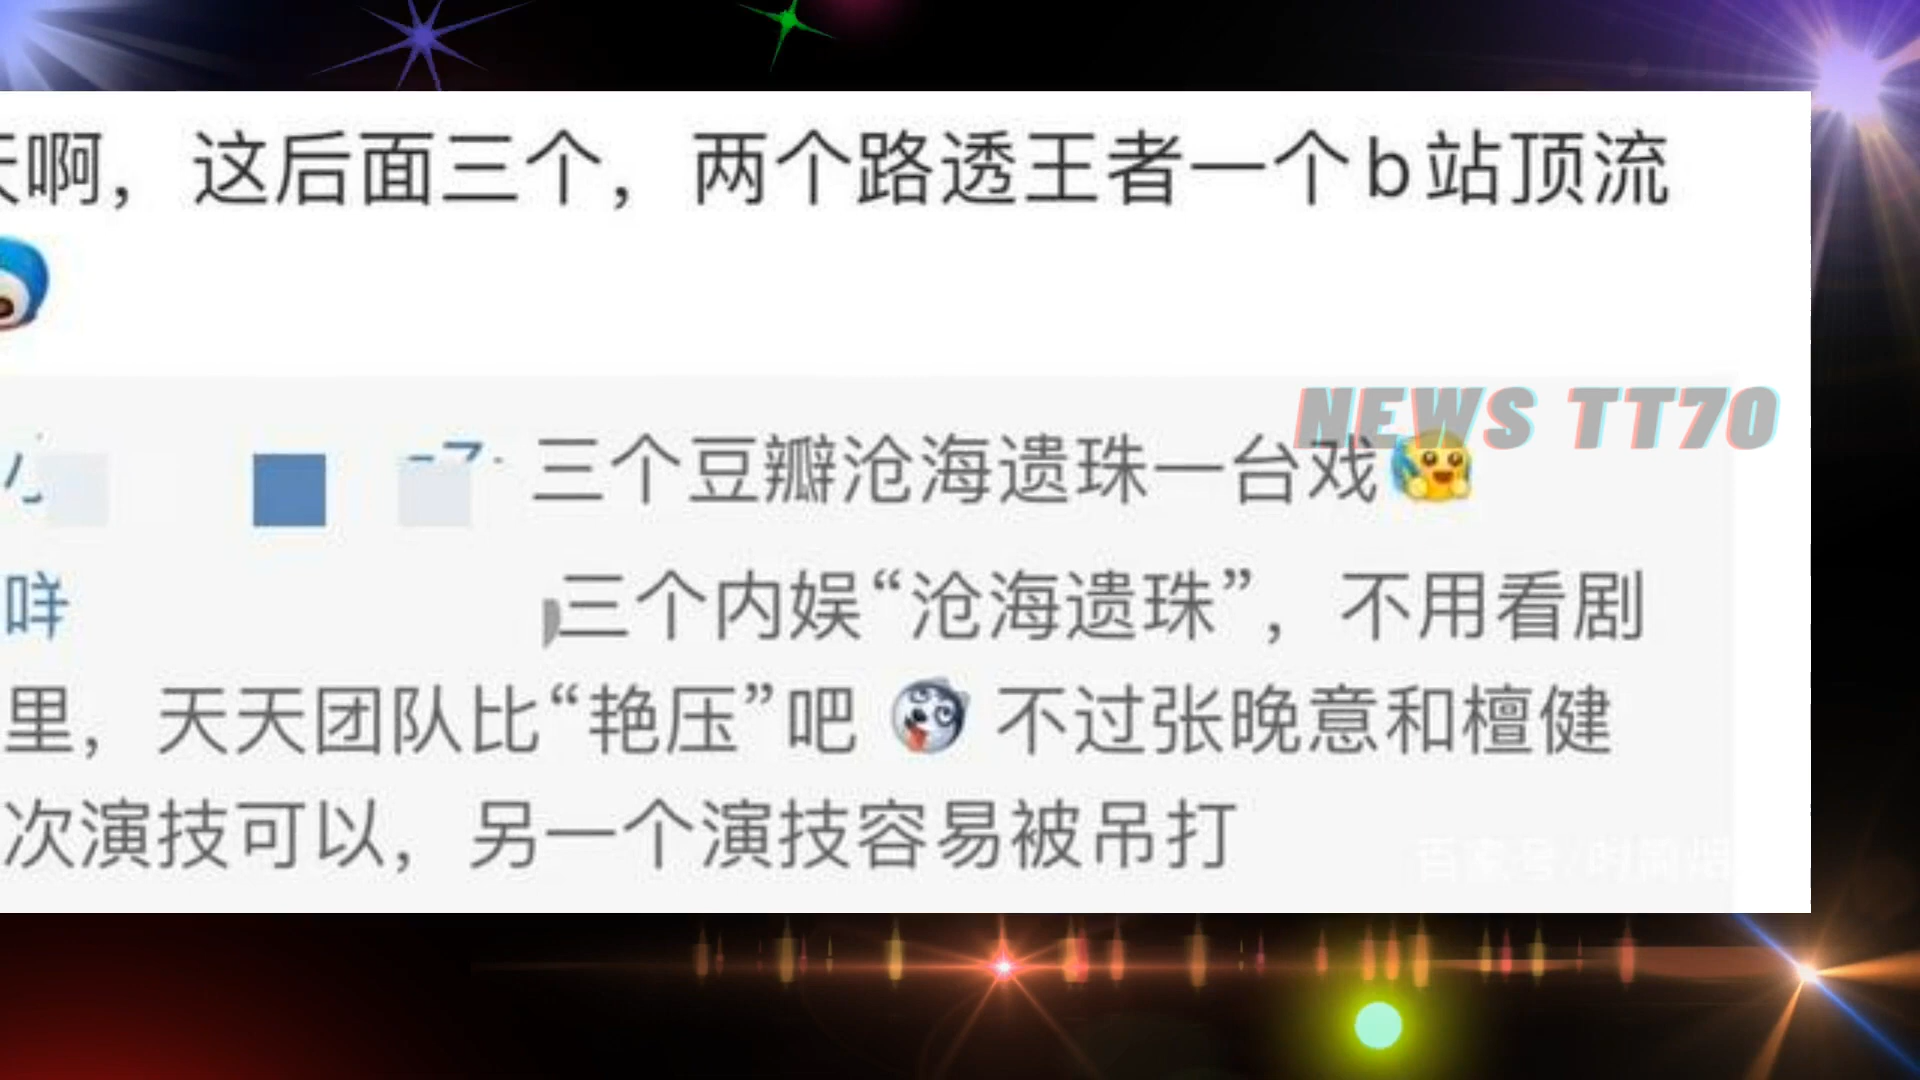 天啊，这后面三个，两个路透王者一个b站顶流
NEWS TT70
三个豆瓣沧海遗珠一台戏
咩 三个内娱“沧海遗珠”，不用看剧
里，天天团队比“艳压”吧 不过张晚意和檀健
次演技可以，另一个演技容易被吊打